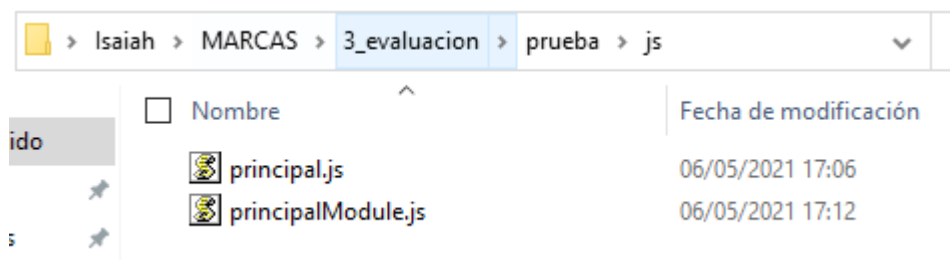 Isaiah > MARCAS > 3_evaluacion > prueba > js
Nombre Fecha de modificación
ido
principal.js 06/05/2021 17:06
principalModule.js 06/05/2021 17:12
s